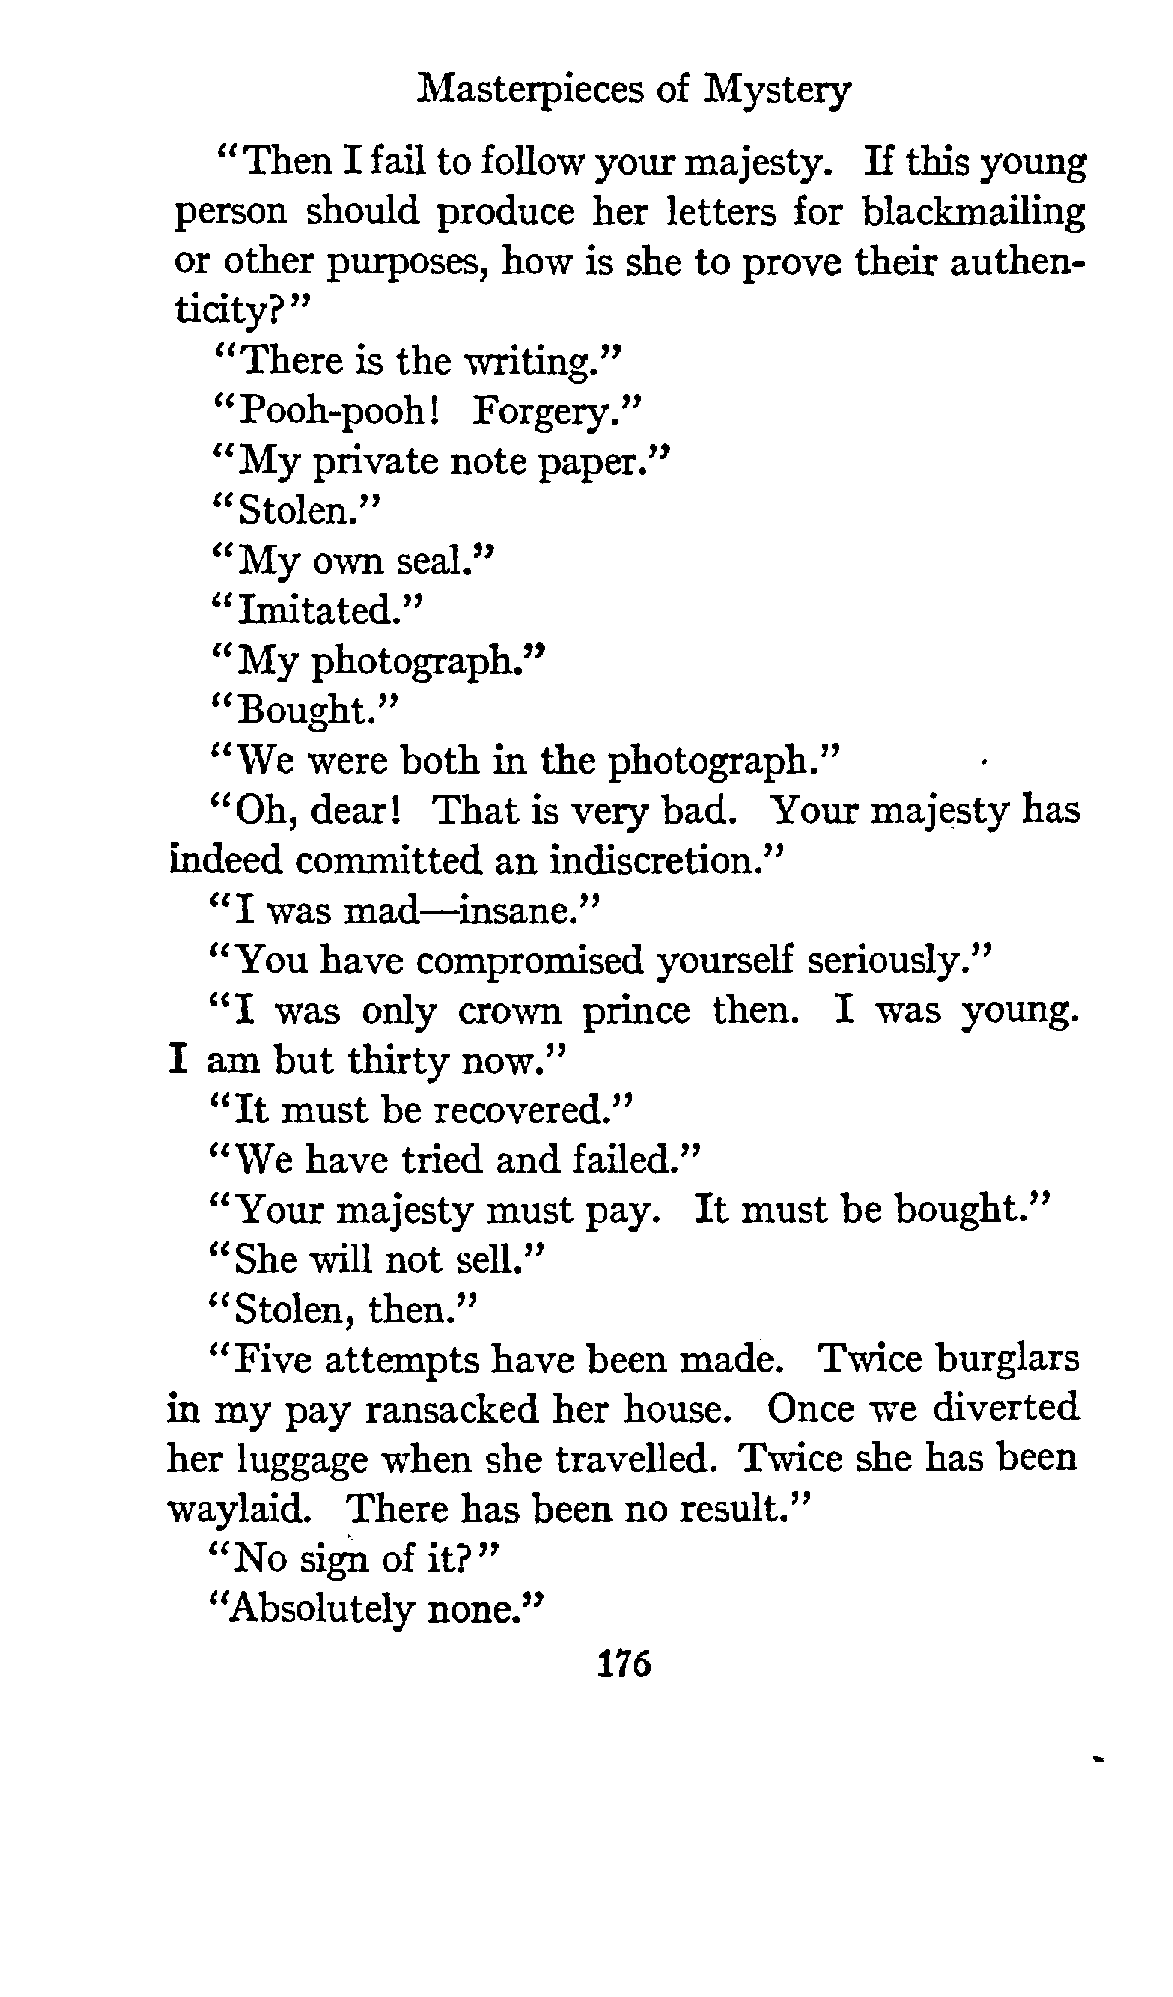 Masterpieces of Mystery
“Then I fail to follow your majesty. If this young
person should produce her letters for blackmailing
or other purposes, how is she to prove their authen-
ticity?”
“There is the writing.”
“Pooh-pooh! Forgery.”
“My private note paper.”
“Stolen.”
“My own seal.”
“Imitated.”
“My photograph.”
“Bought.”
“We were both in the photograph.”
“Oh, dear! That is very bad. Your majesty has
indeed committed an indiscretion.”
“I was mad—insane.”
“You have compromised yourself seriously.”
“I was only crown prince then. I was young.
I am but thirty now.”
“It must be recovered.”
“We have tried and failed.”
“Your majesty must pay. It must be bought.”
“She will not sell.”
“Stolen, then.”
“Five attempts have been made. Twice burglars
in my pay ransacked her house. Once we diverted
her luggage when she travelled. Twice she has been
waylaid. There has been no result.”
“No sign of it?”
“Absolutely none.”
176